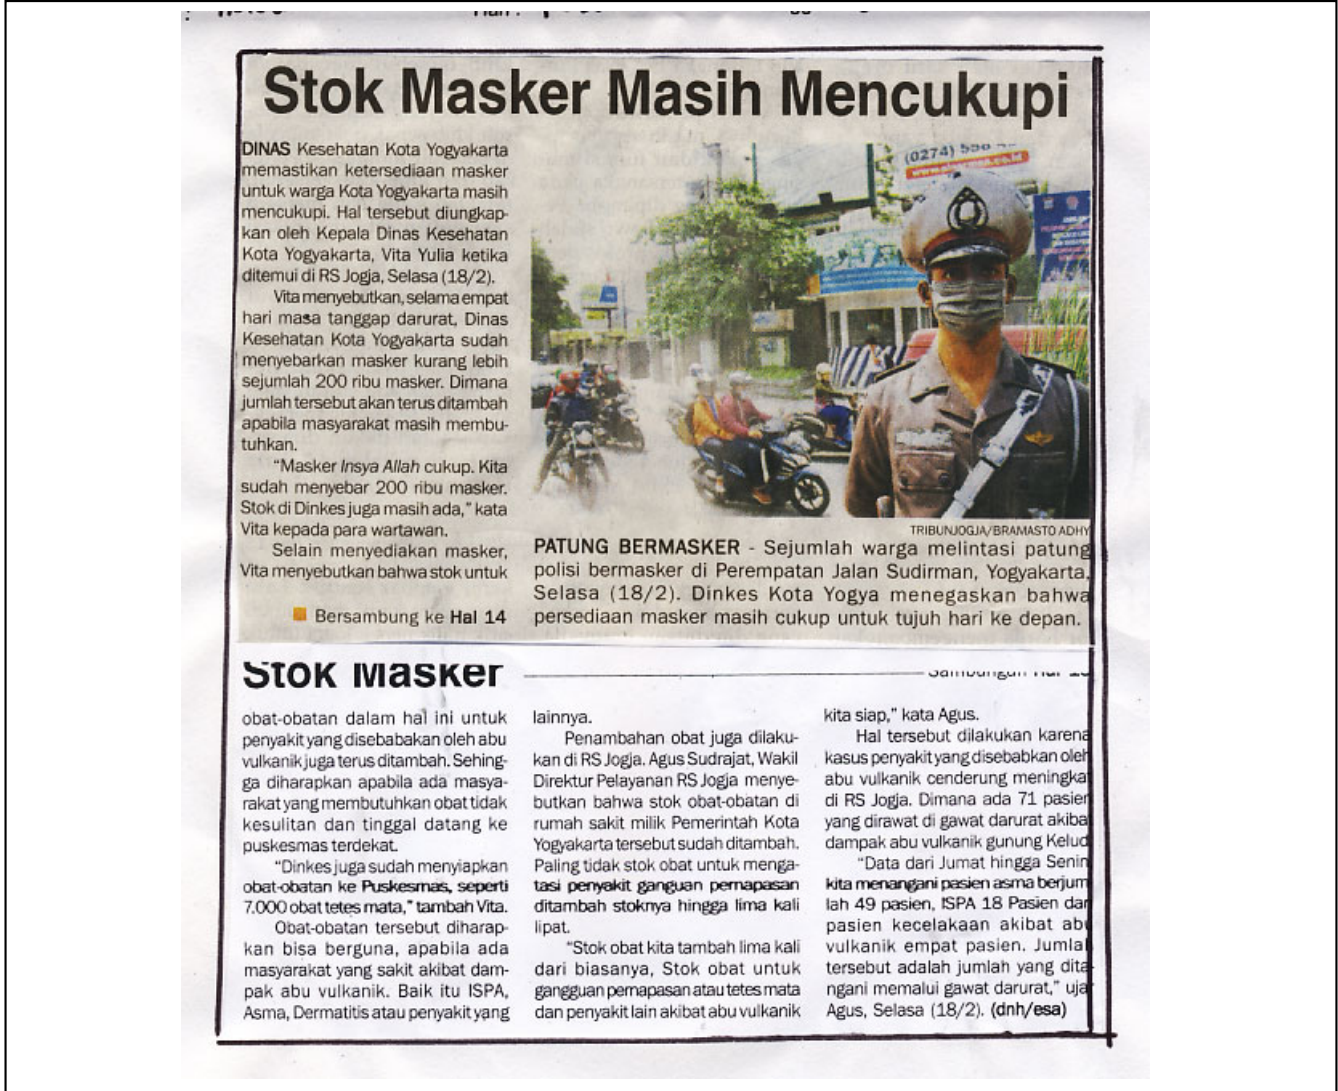 Stok Masker Masih Mencukupi
DINAS Kesehatan Kota Yogyakarta
memastikan ketersediaan masker
untuk warga Kota Yogyakarta masih
mencukupi. Hal tersebut diungkap-
kan oleh Kepala Dinas Kesehatan
Kota Yogyakarta, Vita Yulia ketika
ditemui di RS Jogja, Selasa (18/2).
Vita menyebutkan, selama empat
hari masa tanggap darurat, Dinas
Kesehatan Kota Yogyakarta sudah
menyebarkan masker kurang lebih
sejumlah 200 ribu masker. Dimana
jumlah tersebut akan terus ditambah
apabila masyarakat masih membu-
tuhkan.
"Masker Insya Allah cukup. Kita
sudah menyebar 200 ribu masker.
Stok di Dinkes juga masih ada," kata
Vita kepada para wartawan.
Selain menyediakan masker,
Vita menyebutkan bahwa stok untuk
Bersambung ke Hal 14
(0274)
TRIBUNJOGJA/BRAMASTO ADHY
PATUNG BERMASKER - Sejumlah warga melintasi patung
polisi bermasker di Perempatan Jalan Sudirman, Yogyakarta,
Selasa (18/2). Dinkes Kota Yogya menegaskan bahwa
persediaan masker masih cukup untuk tujuh hari ke depan.
Stok Masker
Sambungan Hal
obat-obatan dalam hal ini untuk
penyakit yang disebabakan oleh abu
vulkanik juga terus ditambah. Sehing-
ga diharapkan apabila ada masya-
rakat yang membutuhkan obat tidak
kesulitan dan tinggal datang ke
puskesmas terdekat.
"Dinkes juga sudah menyiapkan
obat-obatan ke Puskesmas, seperti
7.000 obat tetes mata," tambah Vita.
Obat-obatan tersebut diharap-
kan bisa berguna, apabila ada
masyarakat yang sakit akibat dam-
pak abu vulkanik. Baik itu ISPA,
Asma, Dermatitis atau penyakit yang
lainnya.
Penambahan obat juga dilaku-
kan di RS Jogja. Agus Sudrajat, Wakil
Direktur Pelayanan RS Jogja menye-
butkan bahwa stok obat-obatan di
rumah sakit milik Pemerintah Kota
Yogyakarta tersebut sudah ditambah.
Paling tidak stok obat untuk menga-
tasi penyakit ganguan pernapasan
ditambah stoknya hingga lima kali
lipat.
"Stok obat kita tambah lima kali
dari biasanya, Stok obat untuk
gangguan pernapasan atau tetes mata
dan penyakit lain akibat abu vulkanik
kita siap," kata Agus.
Hal tersebut dilakukan karena
kasus penyakit yang disebabkan oleh
abu vulkanik cenderung meningkat
di RS Jogja. Dimana ada 71 pasien
yang dirawat di gawat darurat akibat
dampak abu vulkanik gunung Kelud
"Data dari Jumat hingga Senin
kita menangani pasien asma berjum
lah 49 pasien, ISPA 18 Pasien dan
pasien kecelakaan akibat abu
vulkanik empat pasien. Jumlah
tersebut adalah jumlah yang dita
ngani memalui gawat darurat," ujar
Agus, Selasa (18/2). (dnh/esa)